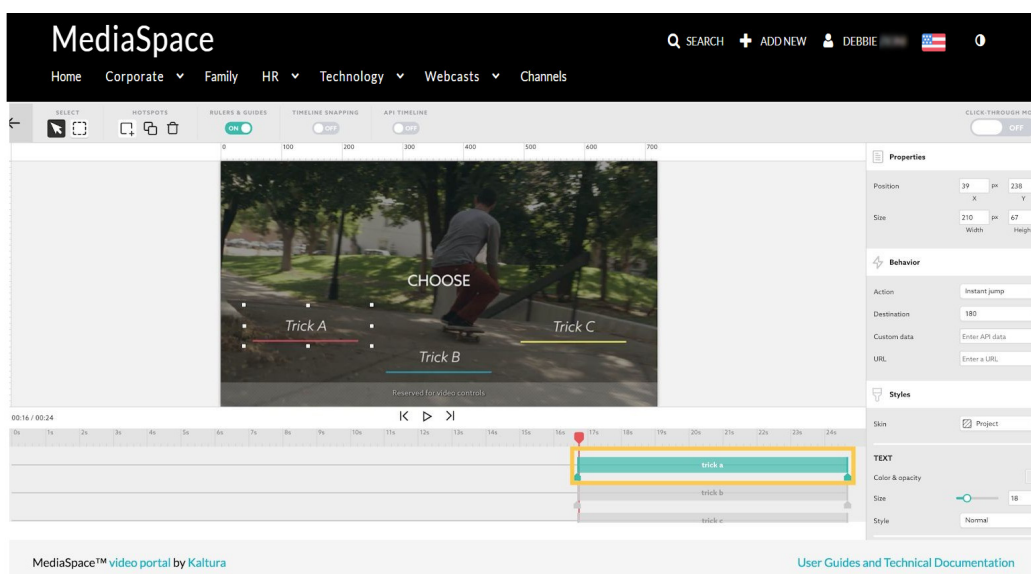 MediaSpace
SEARCH ADD NEW DEBBIE
Home Corporate Family HR Technology Webcasts Channels
SELECT HOTSPOTS RULERS & GUIDES TIMELINE SNAPPING API TIMELINE CLICK-THROUGH MO
ON OFF OFF OFF
0 100 200 300 400 500 600 700
Properties
Position 39 px 238
X Y
Size 210 px 67
Width Heigh
Behavior
CHOOSE
Action Instant jump
Destination 180
Trick A Trick C
Custom data Enter API data
Trick B
URL Enter a URL
Reserved for video controls
Styles
00:16 / 00:24
Skin Project
0s 1s 2s 3s 4s 5s 6s 7s 8s 9s 10s 11s 12s 13s 14s 15s 16s 17s 18s 19s 20s 21s 22s 23s 24s
TEXT
trick a
Color & opacity
trick b
Size 18
trick c
Style Normal
MediaSpace™ video portal by Kaltura User Guides and Technical Documentation